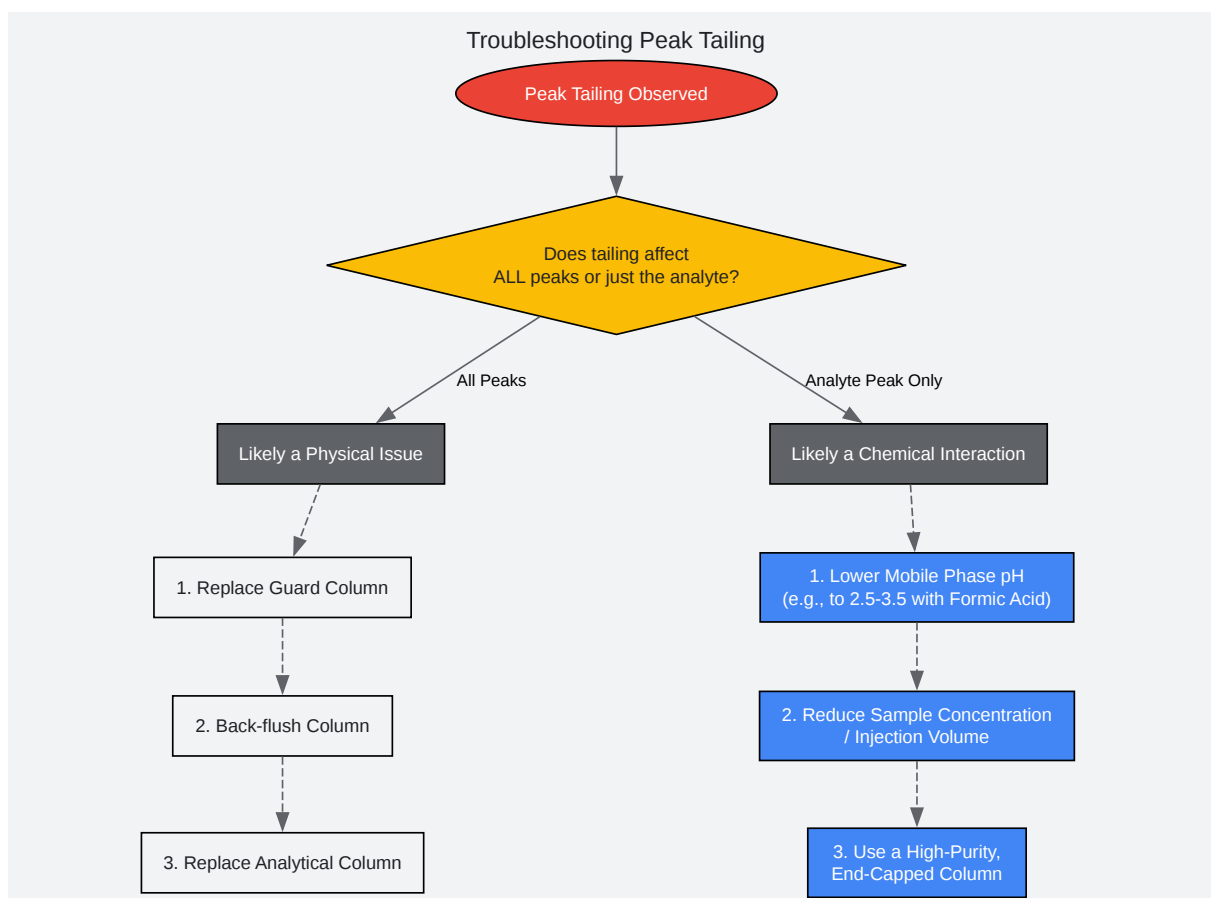 Troubleshooting Peak Tailing
Peak Tailing Observed
Does tailing affect
ALL peaks or just the analyte?
All Peaks
Analyte Peak Only
Likely a Physical Issue
Likely a Chemical Interaction
1. Replace Guard Column
1. Lower Mobile Phase pH
(e.g., to 2.5-3.5 with Formic Acid)
2. Back-flush Column
2. Reduce Sample Concentration
/ Injection Volume
3. Replace Analytical Column
3. Use a High-Purity,
End-Capped Column